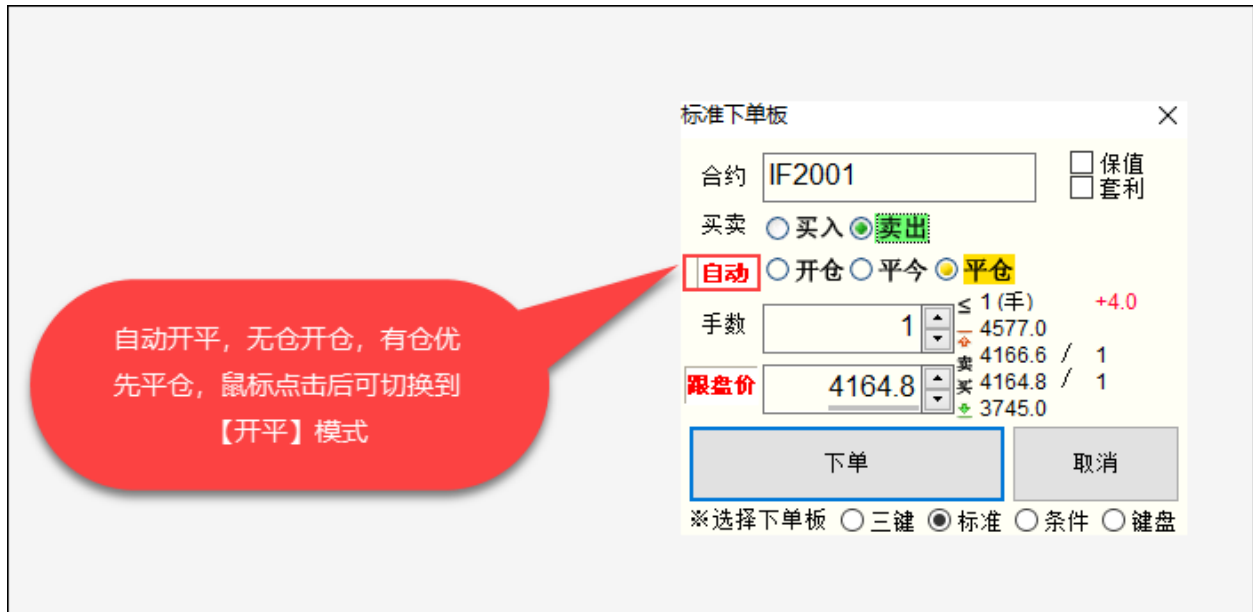 标准下单板
合约 IF2001 保值
套利
买卖 买入 卖出
自动 开仓 平今 平仓
自动开平，无仓开仓，有仓优
先平仓，鼠标点击后可切换到
【开平】模式
手数 1 ≤ 1 (手) +4.0
4577.0
卖 4166.6 / 1
跟盘价 4164.8 买 4164.8 / 1
3745.0
下单 取消
※选择下单板 三键 标准 条件 键盘